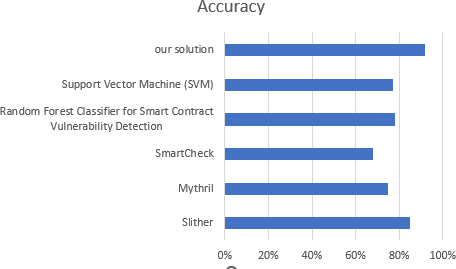 Accuracy
our solution
Support Vector Machine (SVM)
Random Forest Classifier for Smart Contract
Vulnerability Detection
SmartCheck
Mythril
Slither
0% 20% 40% 60% 80% 100%